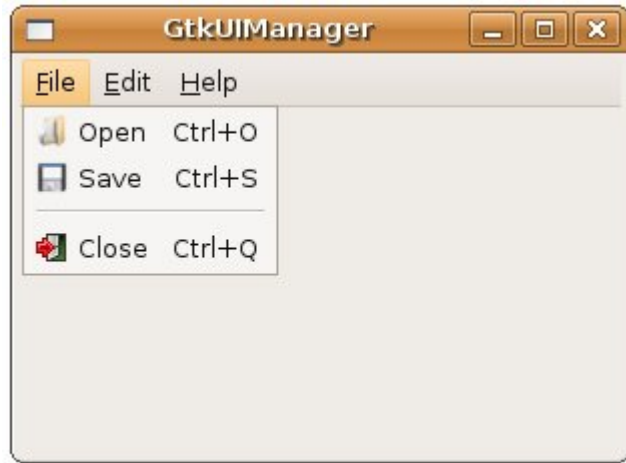 GtkUIManager
File Edit Help
Open Ctrl+O
Save Ctrl+S
Close Ctrl+Q